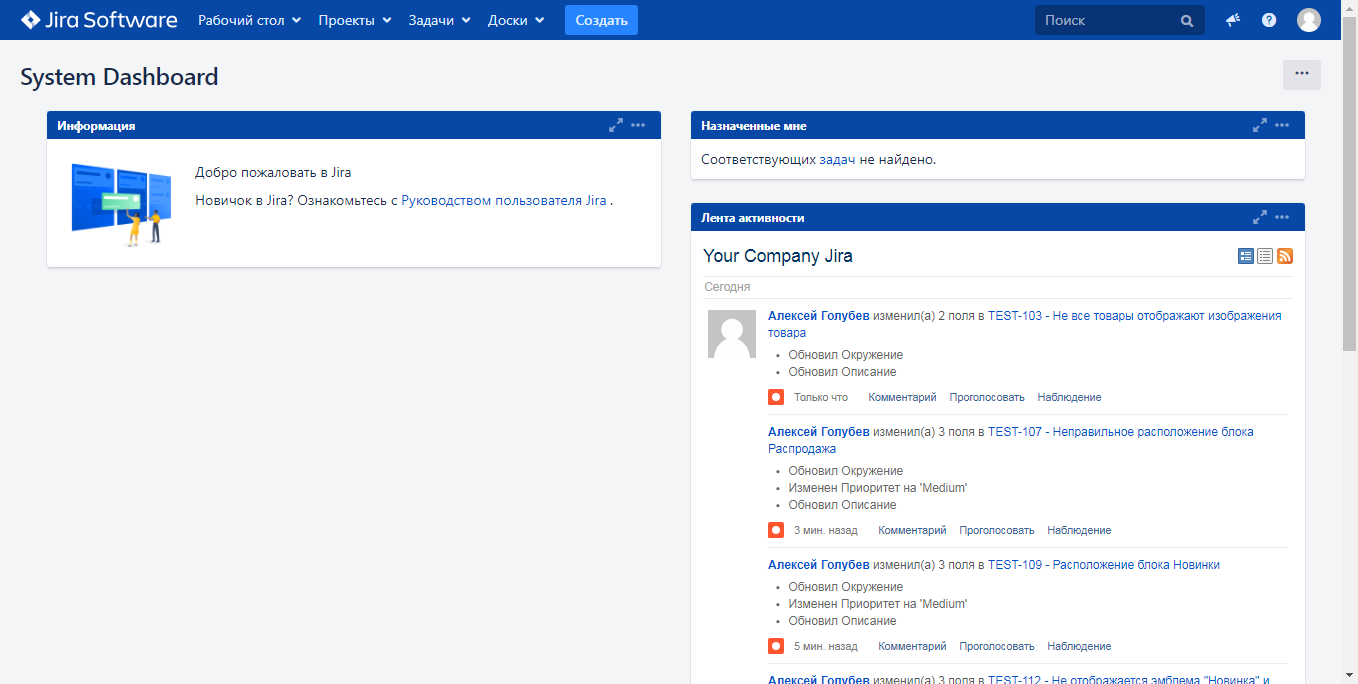 Jira Software Рабочий стол Проекты Задачи Доски Создать Поиск
System Dashboard
Информация
Добро пожаловать в Jira
Новичок в Jira? Ознакомьтесь с Руководством пользователя Jira .
Назначенные мне
Соответствующих задач не найдено.
Лента активности
Your Company Jira
Сегодня
Алексей Голубев изменил(а) 2 поля в TEST-103 - Не все товары отображают изображения
товара
Обновил Окружение
Обновил Описание
Только что Комментарий Проголосовать Наблюдение
Алексей Голубев изменил(а) 3 поля в TEST-107 - Неправильное расположение блока
Распродажа
Обновил Окружение
Изменен Приоритет на 'Medium'
Обновил Описание
3 мин. назад Комментарий Проголосовать Наблюдение
Алексей Голубев изменил(а) 3 поля в TEST-109 - Расположение блока Новинки
Обновил Окружение
Изменен Приоритет на 'Medium'
Обновил Описание
5 мин. назад Комментарий Проголосовать Наблюдение
Алексей Голубев изменил(а) 3 поля в TEST-112 - Не отображается эмблема "Новинка" и